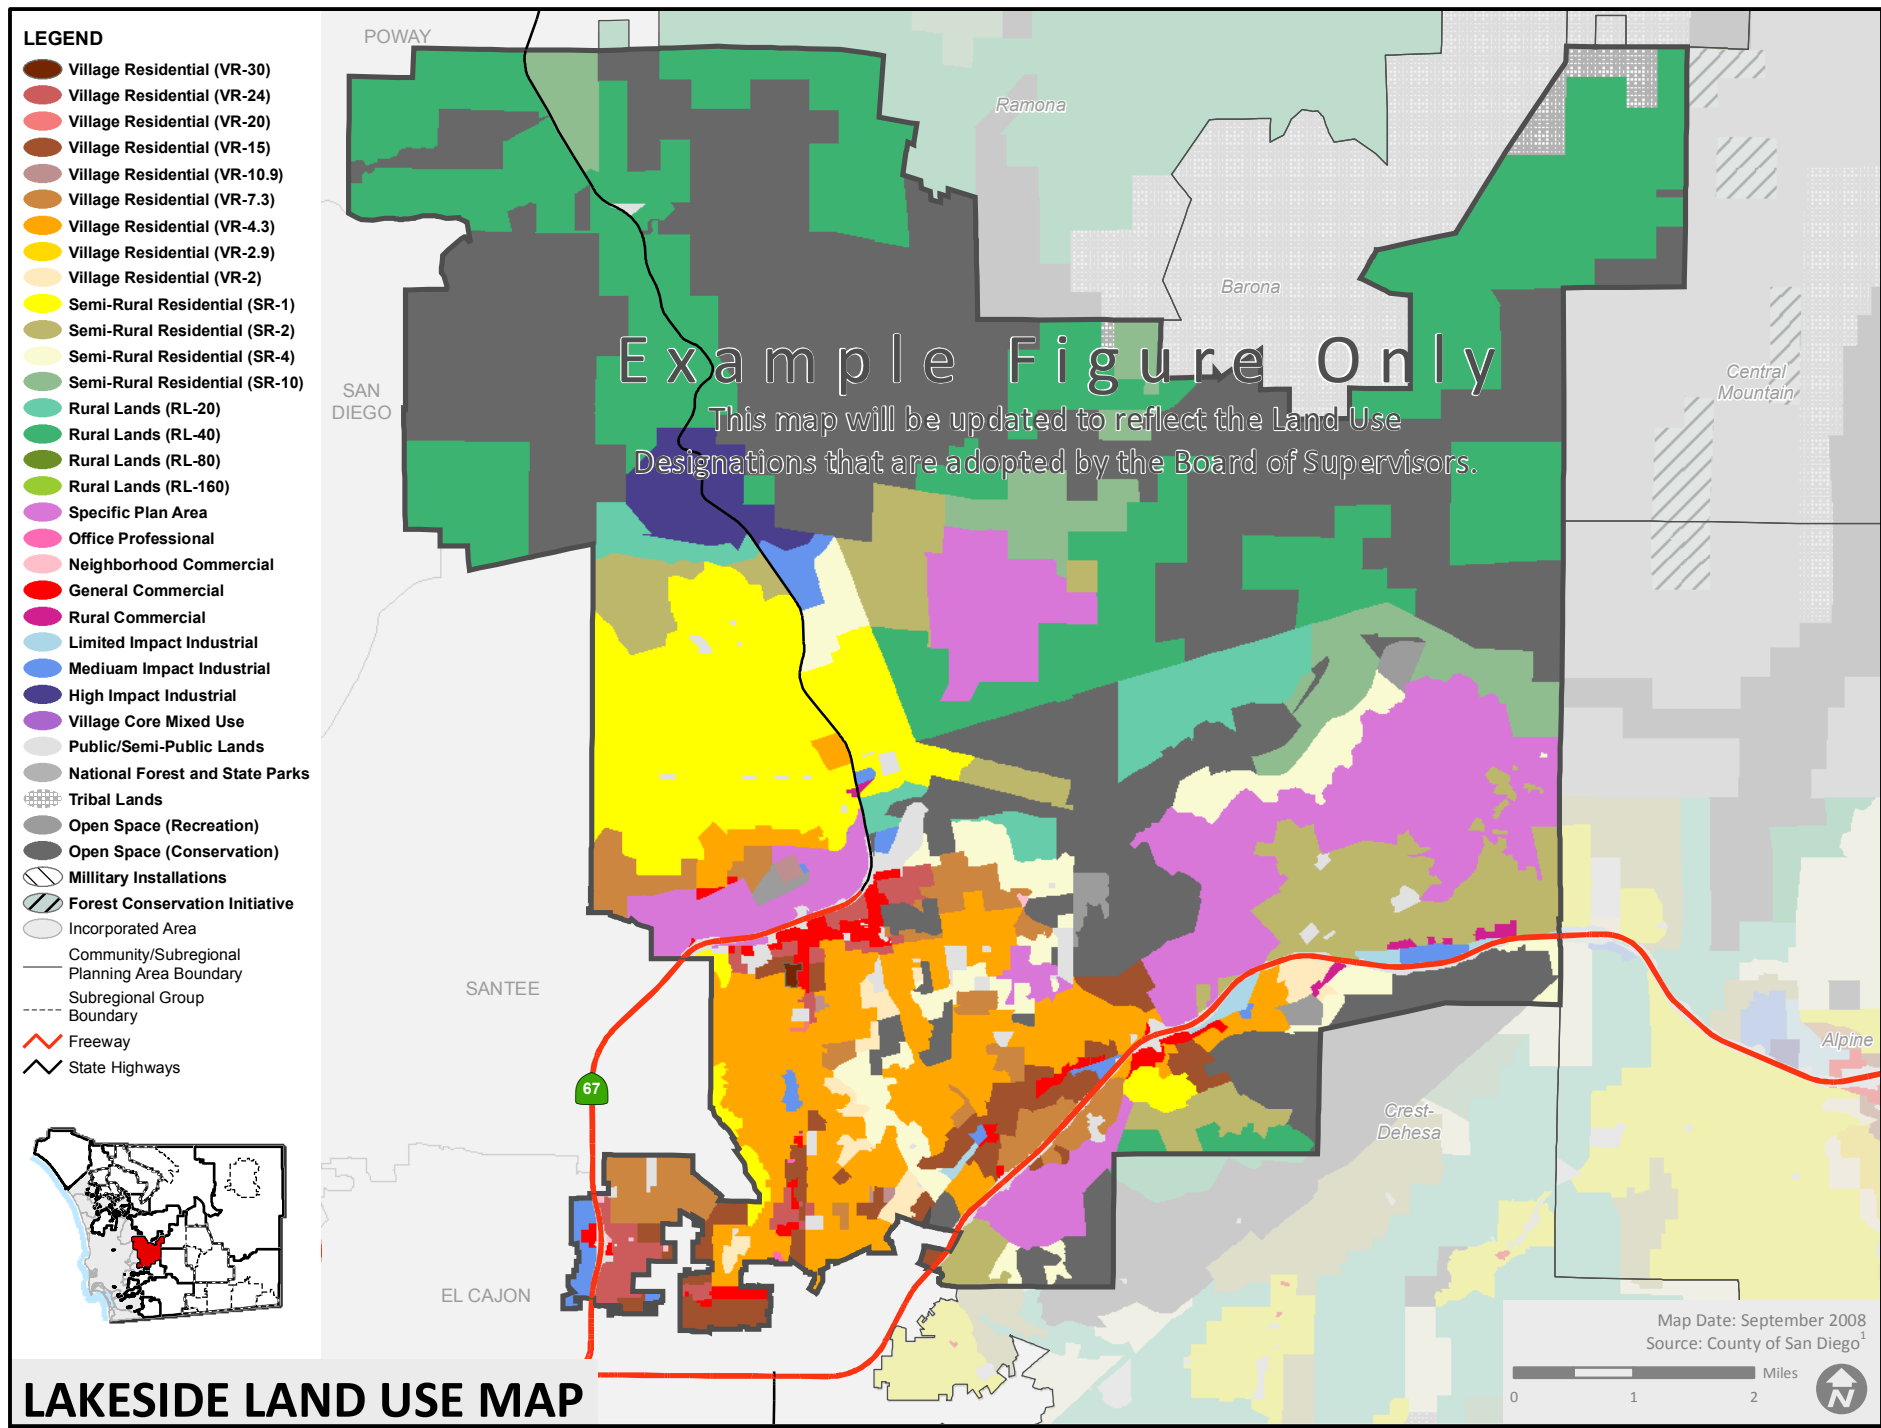 LEGEND
Village Residential (VR-30)
Village Residential (VR-24)
Village Residential (VR-20)
Village Residential (VR-15)
Village Residential (VR-10.9)
Village Residential (VR-7.3)
Village Residential (VR-4.3)
Village Residential (VR-2.9)
Village Residential (VR-2)
Semi-Rural Residential (SR-1)
Semi-Rural Residential (SR-2)
Semi-Rural Residential (SR-4)
Semi-Rural Residential (SR-10)
Rural Lands (RL-20)
Rural Lands (RL-40)
Rural Lands (RL-80)
Rural Lands (RL-160)
Specific Plan Area
Office Professional
Neighborhood Commercial
General Commercial
Rural Commercial
Limited Impact Industrial
Mediuam Impact Industrial
High Impact Industrial
Village Core Mixed Use
Public/Semi-Public Lands
National Forest and State Parks
Tribal Lands
Open Space (Recreation)
Open Space (Conservation)
Millitary Installations
Forest Conservation Initiative
Incorporated Area
Community/Subregional
Planning Area Boundary
Subregional Group
Boundary
Freeway
State Highways
POWAY
Ramona
Barona
SAN
DIEGO
Central
Mountain
Example Figure Only
This map will be updated to reflect the Land Use
Designations that are adopted by the Board of Supervisors.
SANTEE
67
Alpine
Crest-
Dehesa
EL CAJON
Map Date: September 2008
Source: County of San Diego1
Miles
0 1 2
N
LAKESIDE LAND USE MAP